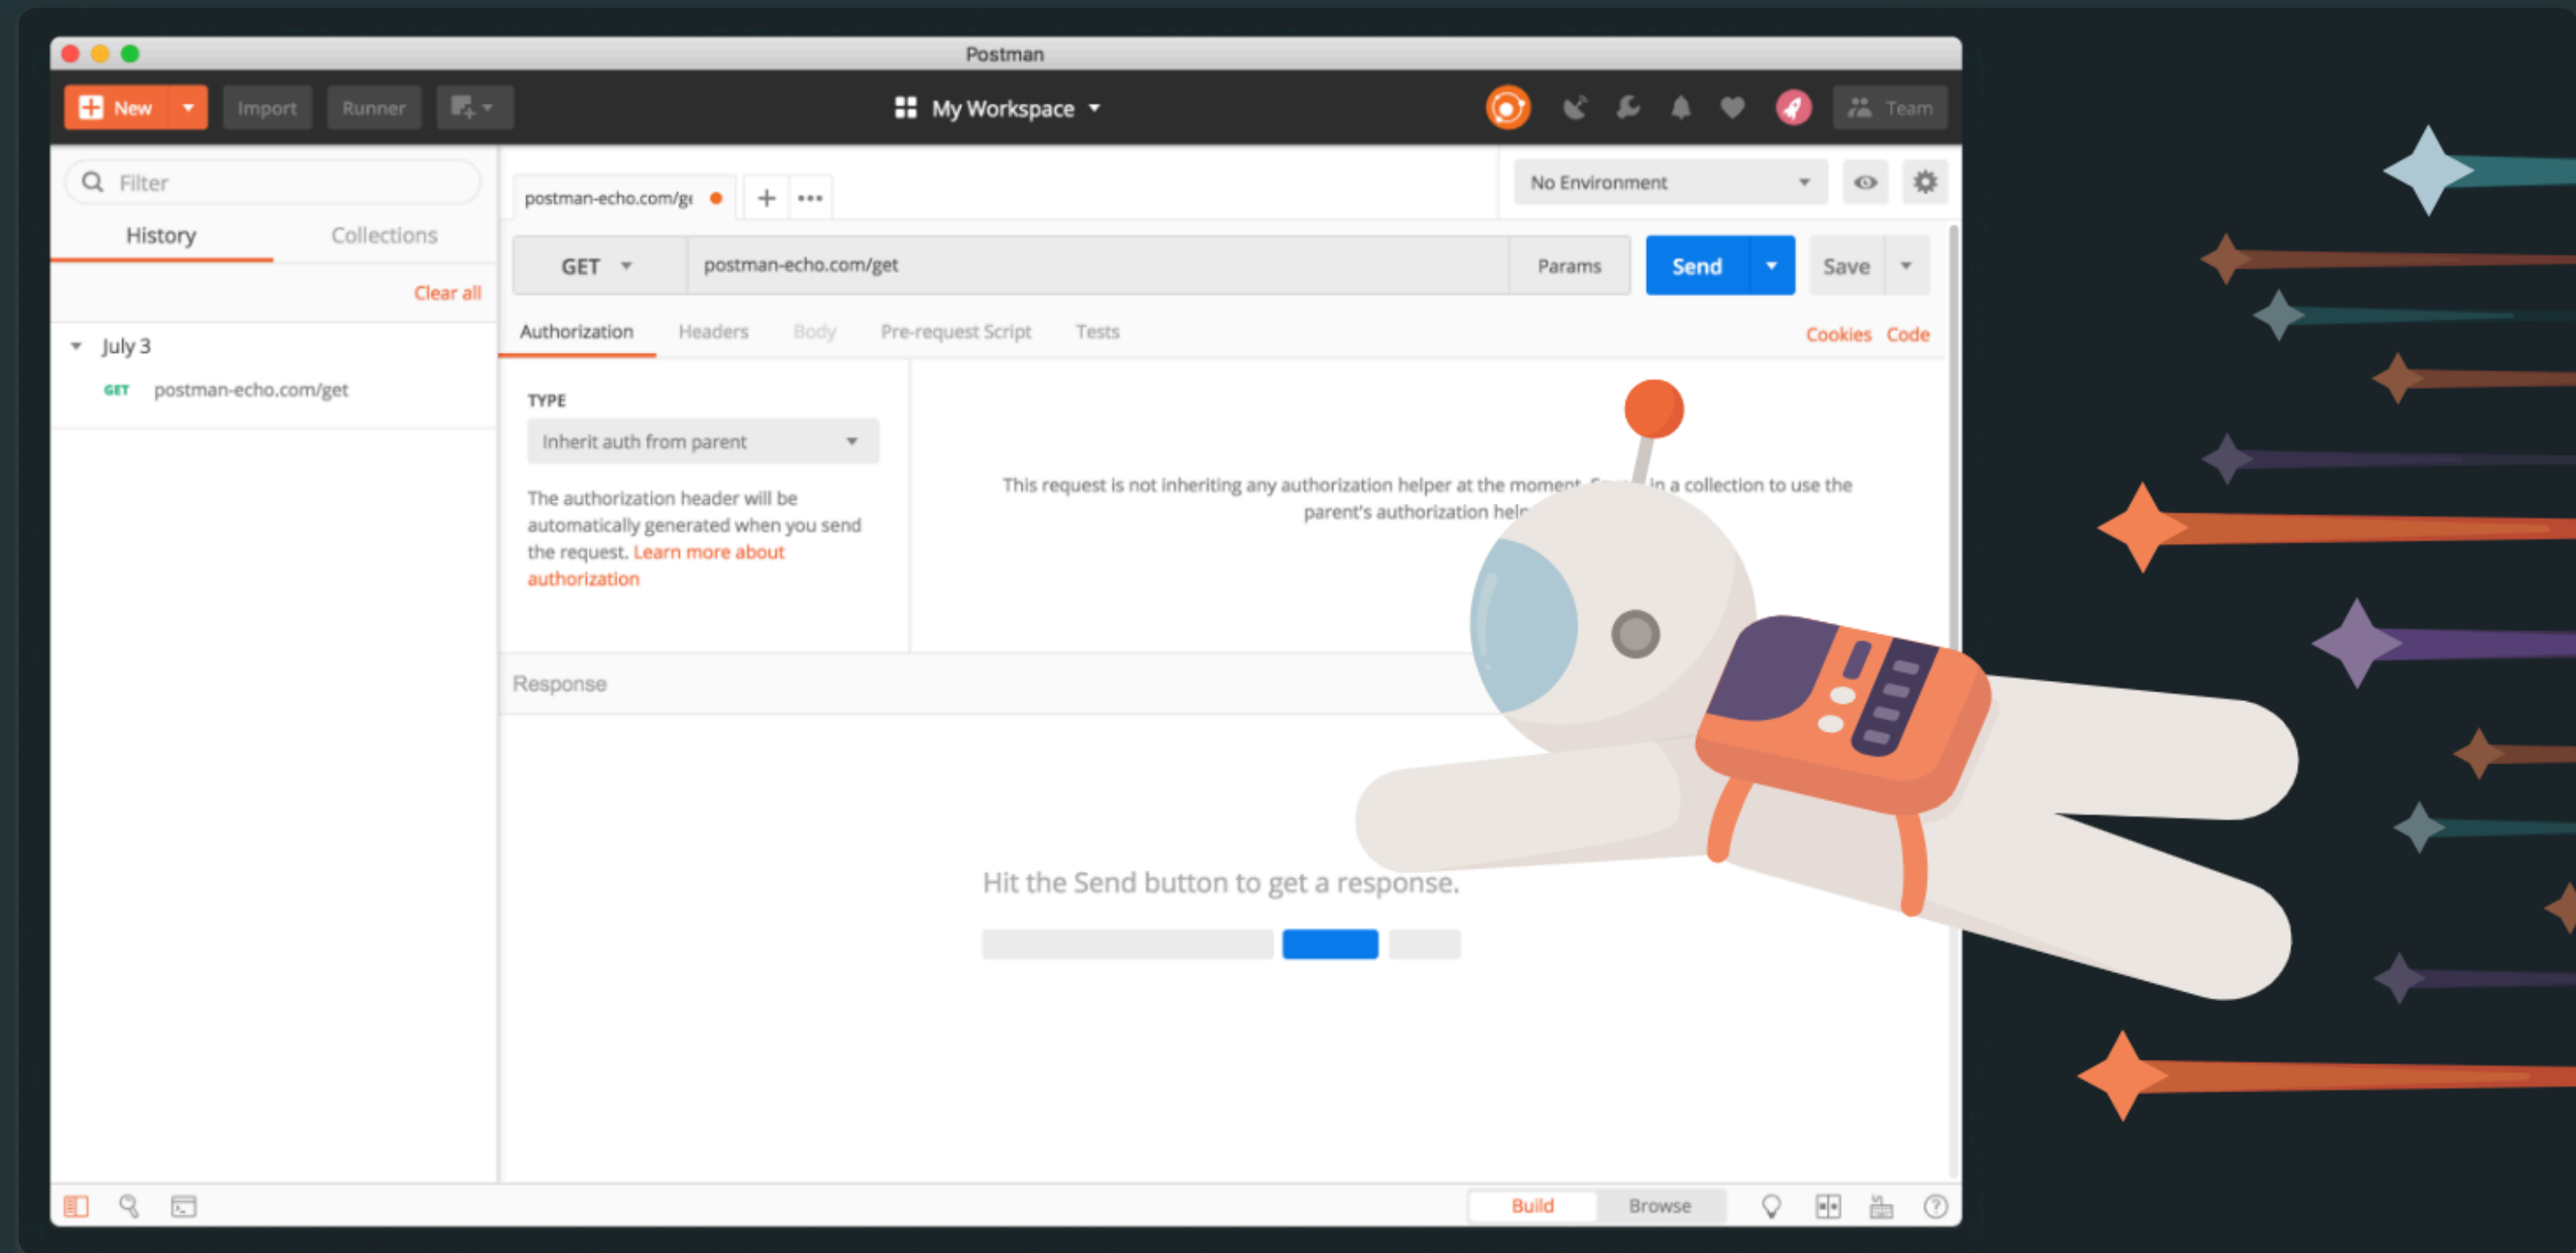 Postman
New
Import
Runner
My Workspace
Team
Filter
History
Collections
Clear all
July 3
GET postman-echo.com/get
postman-echo.com/ge
No Environment
GET
postman-echo.com/get
Params
Send
Save
Authorization
Headers
Body
Pre-request Script
Tests
Cookies
Code
TYPE
Inherit auth from parent
The authorization header will be
automatically generated when you send
the request. Learn more about
authorization
This request is not inheriting any authorization helper at the moment. in a collection to use the
parent's authorization
Response
Hit the Send button to get a response.
Build
Browse